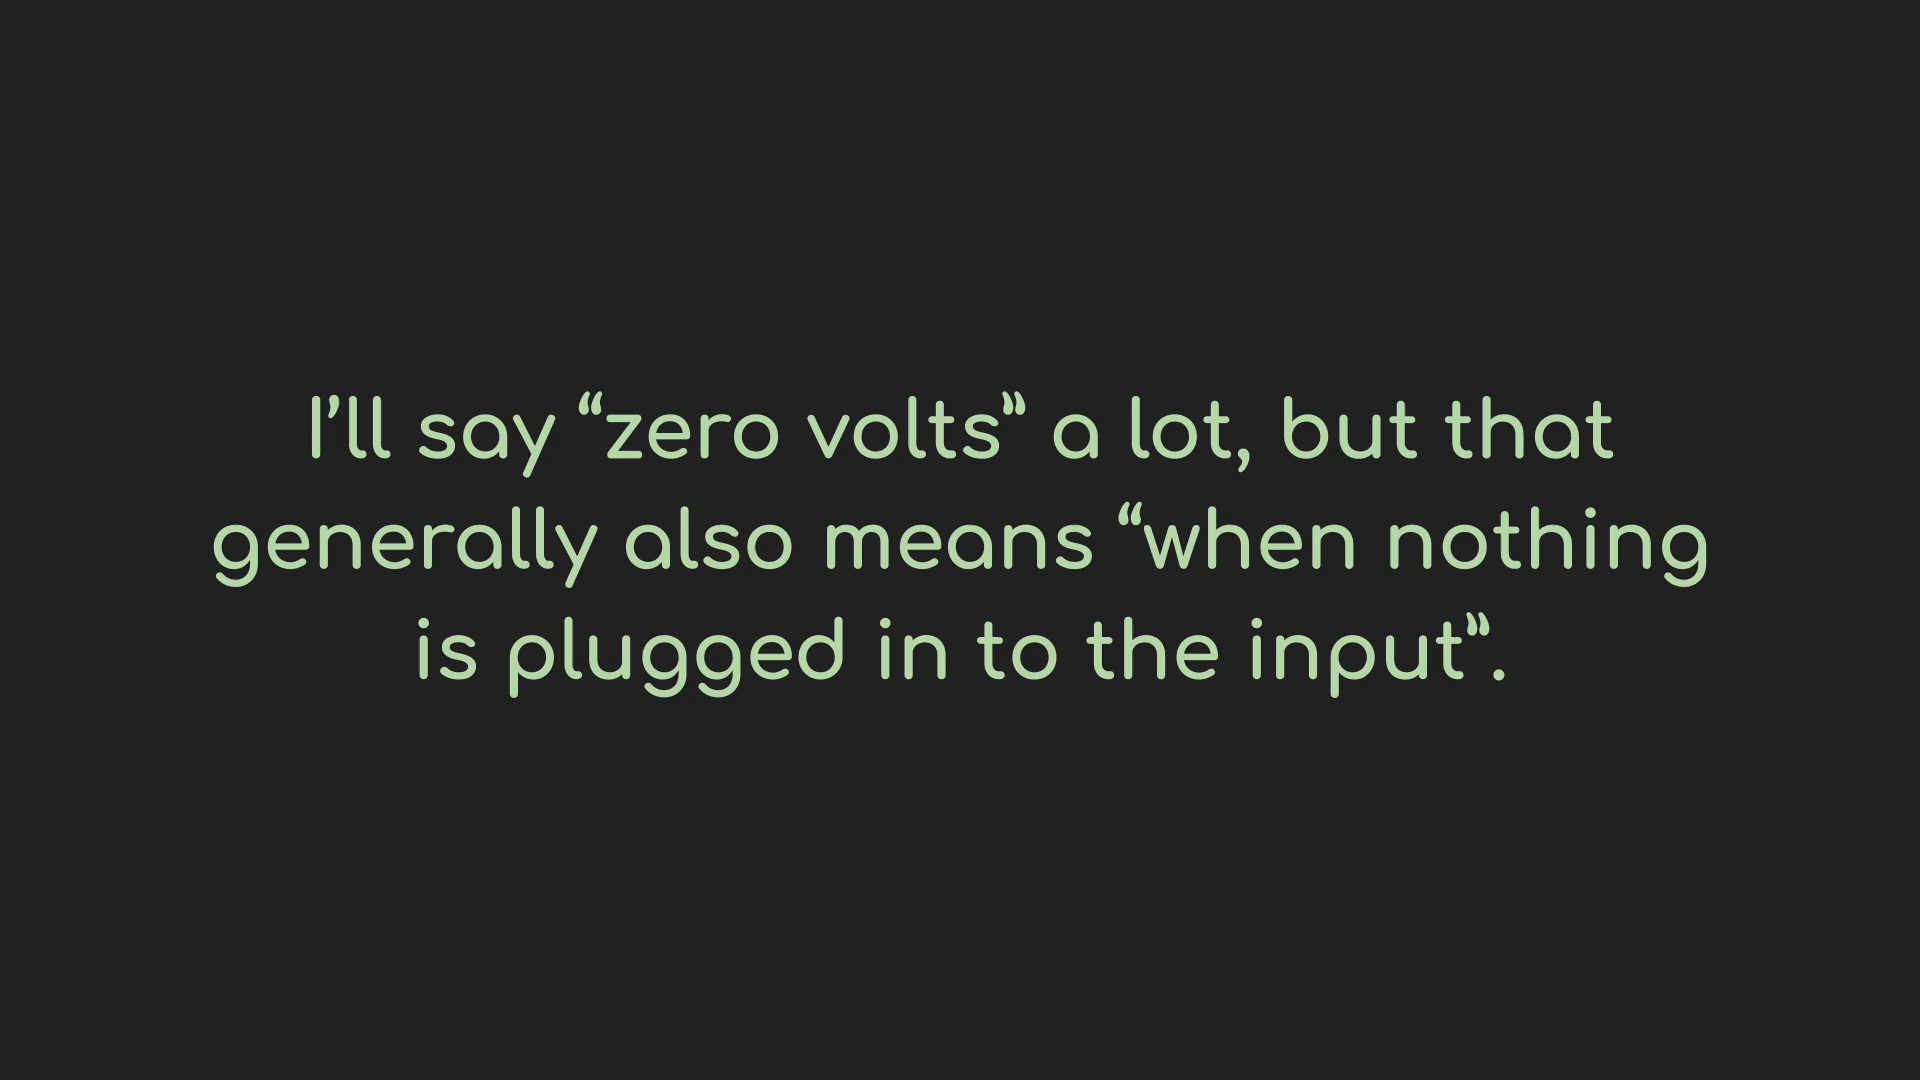 I’ll say “zero volts” a lot, but that
generally also means “when nothing
is plugged in to the input”.